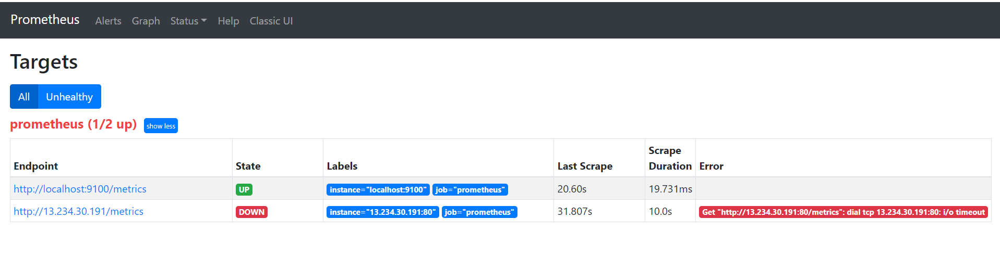 Prometheus Alerts Graph Status Help Classic UI
Targets
All Unhealthy
prometheus (1/2 up) show less
Endpoint State Labels Last Scrape Scrape Duration Error
http://localhost:9100/metrics UP instance="localhost:9100" job="prometheus" 20.60s 19.731ms
http://13.234.30.191/metrics DOWN instance="13.234.30.191:80" job="prometheus" 31.807s 10.0s Get "http://13.234.30.191:80/metrics": dial tcp 13.234.30.191:80: i/o timeout